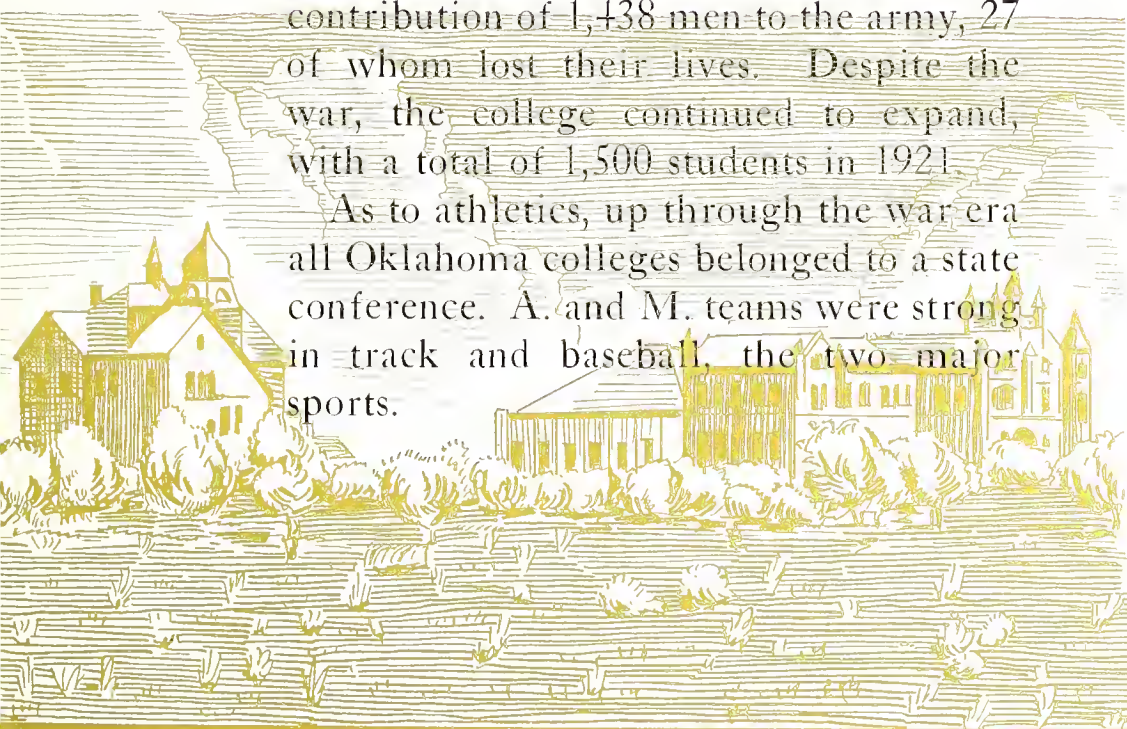 contribution of 1,438 men to the army, 27
of whom lost their lives. Despite the
war, the college continued to expand,
with a total of 1,500 students in 1921.
As to athletics, up through the war era
all Oklahoma colleges belonged to a state
conference. A. and M. teams were strong
in track and baseball, the two major
sports.